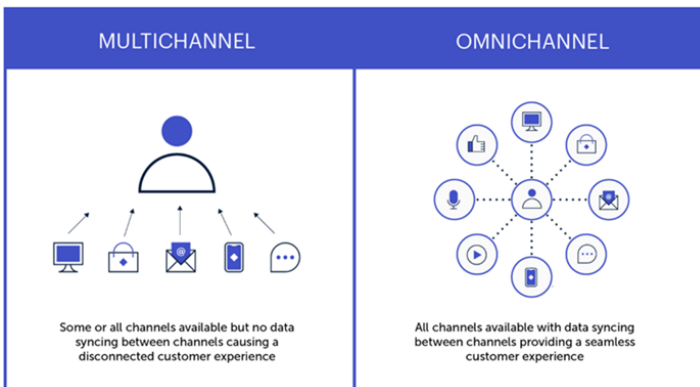 MULTICHANNEL
Some or all channels available but no data
syncing between channels causing a
disconnected customer experience
OMNICHANNEL
@
@
All channels available with data syncing
between channels providing a seamless
customer experience